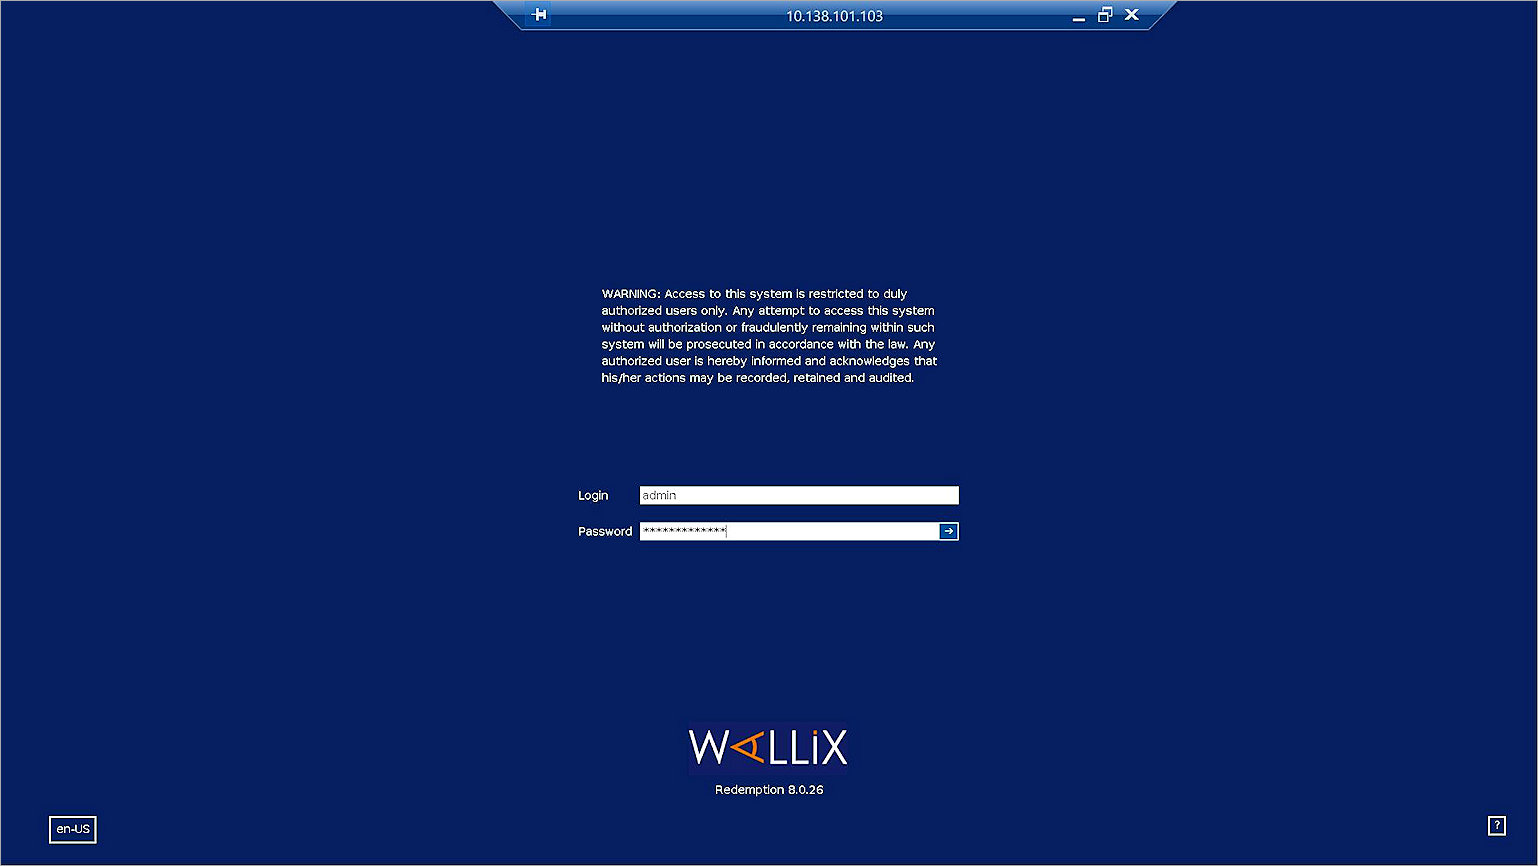 10.138.101.103
WARNING: Access to this system is restricted to duly
authorized users only. Any attempt to access this system
without authorization or fraudulently remaining within such
system will be prosecuted in accordance with the law. Any
authorized user is hereby informed and acknowledges that
his/her actions may be recorded, retained and audited.
Login admin
Password *************
WALLiX
Redemption 8.0.26
en-US ?